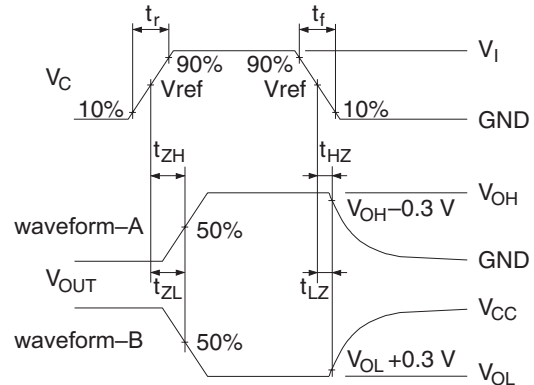 tr
tf
90%
90%
VI
VC
Vref
Vref
10%
10%
GND
tZH
tHZ
VOH
VOH–0.3 V
waveform–A
50%
GND
VOUT
tZL
tLZ
VCC
waveform–B
50%
VOL +0.3 V
VOL